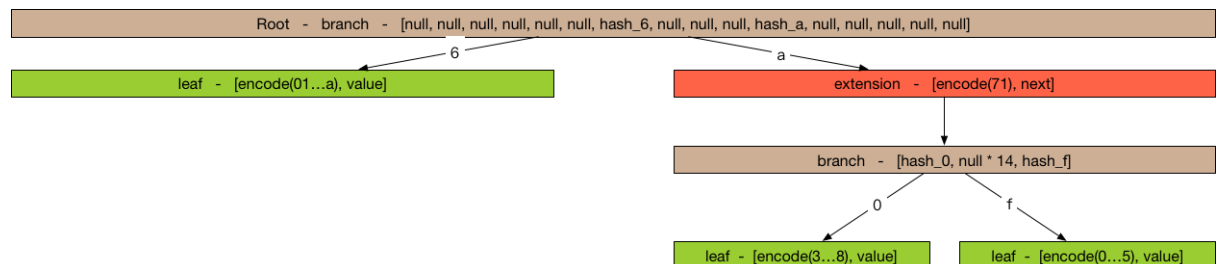 Root - branch - [null, null, null, null, null, null, hash_6, null, null, null, hash_a, null, null, null, null, null]
6
a
leaf - [encode(01...a), value]
extension - [encode(71), next]
branch - [hash_0, null * 14, hash_f]
0
f
leaf - [encode(3...8), value]
leaf - [encode(0...5), value]